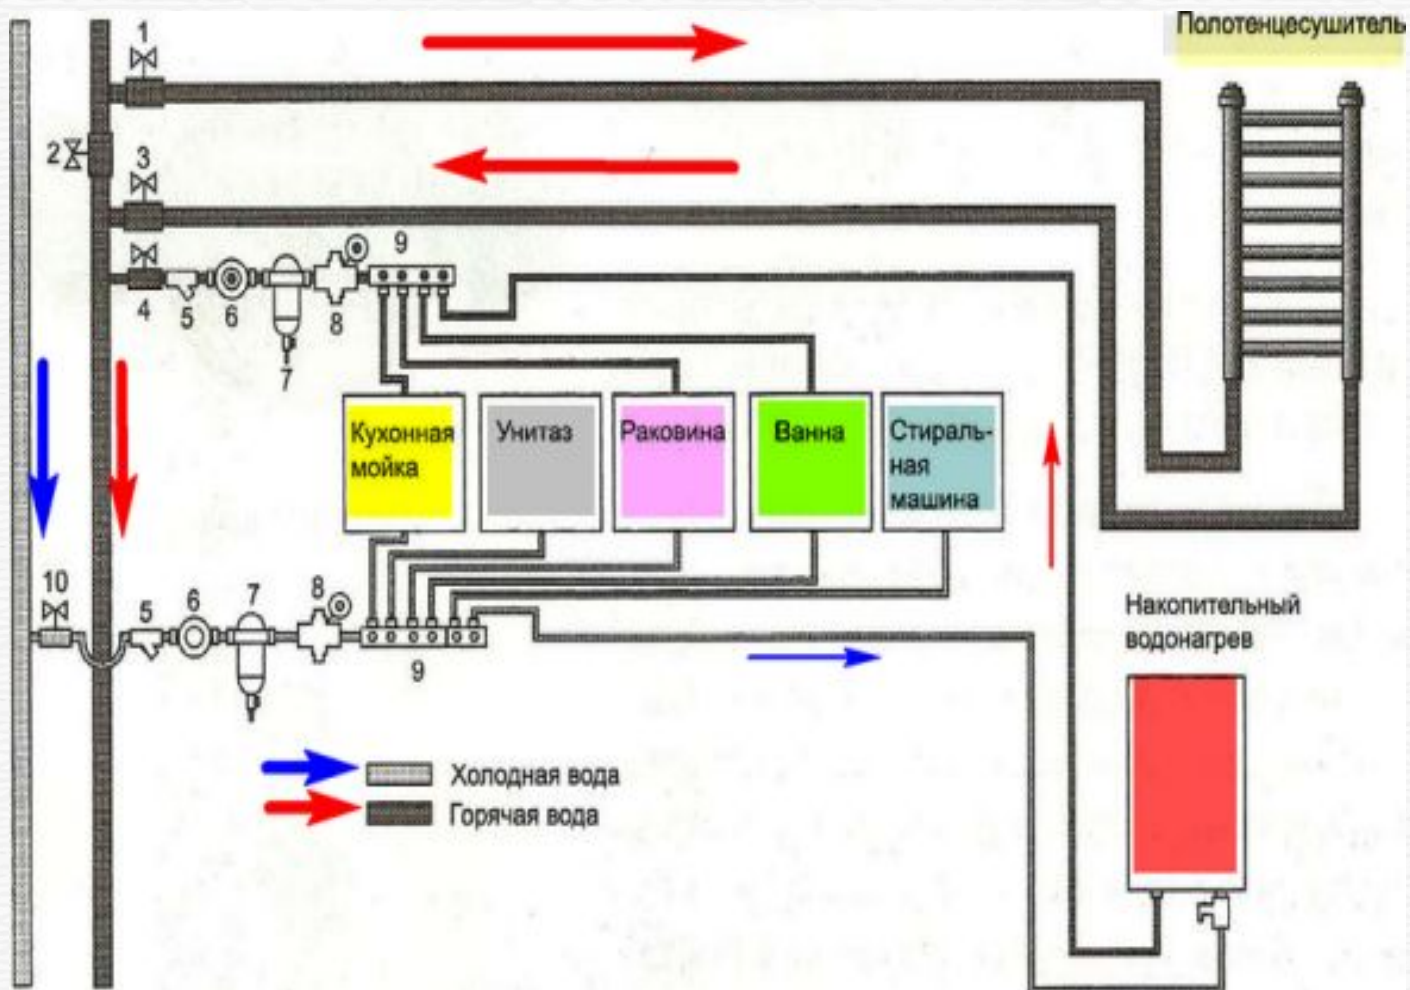 Полотенцесушитель
1
2
3
9
4
5
6
7
8
Кухонная
мойка
Унитаз
Раковина
Ванна
Стираль-
ная
машина
10
5
6
7
8
9
Накопительный
водонагрев
Холодная вода
Горячая вода